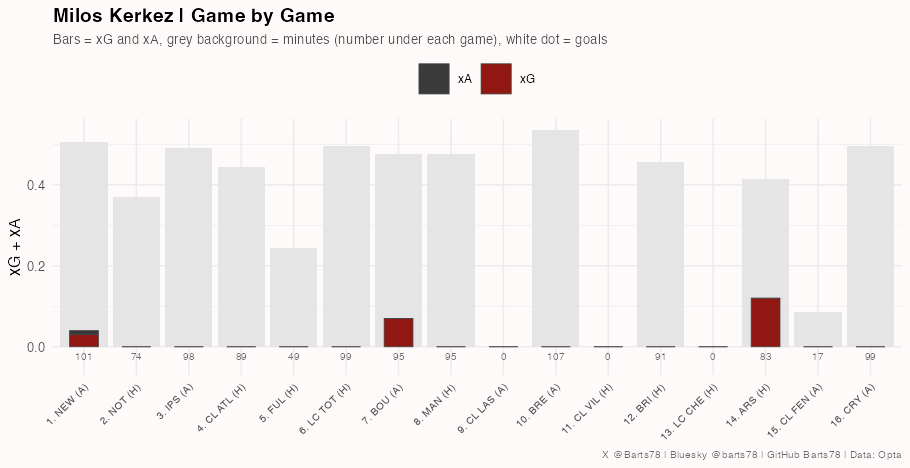 Milos Kerkez | Game by Game
Bars = xG and xA, grey background = minutes (number under each game), white dot = goals
xA xG
xG + xA
0.4
0.2
0.0
101 74 98 89 49 99 95 95 0 107 0 91 0 83 17 99
1. NEW (A)
2. NOT (H)
3. IPS (A)
4. CL ATL (H)
5. FUL (H)
6. LC TOT (H)
7. BOU (A)
8. MAN (H)
9. CL LAS (A)
10. BRE (A)
11. CL VIL (H)
12. BRI (H)
13. LC CHE (H)
14. ARS (H)
15. CL FEN (A)
16. CRY (A)
X @Barts78 | Bluesky @barts78 | GitHub Barts78 | Data: Opta